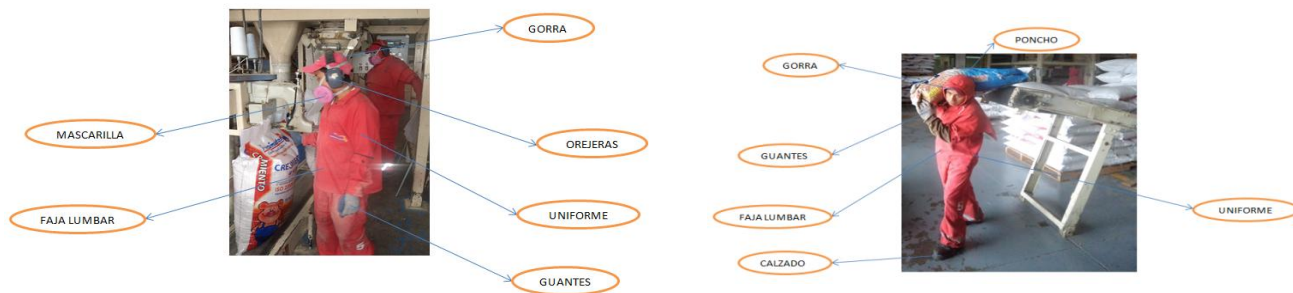 GORRA
MASCARILLA
OREJERAS
FAJA LUMBAR
UNIFORME
GUANTES
PONCHO
GORRA
GUANTES
FAJA LUMBAR
UNIFORME
CALZADO